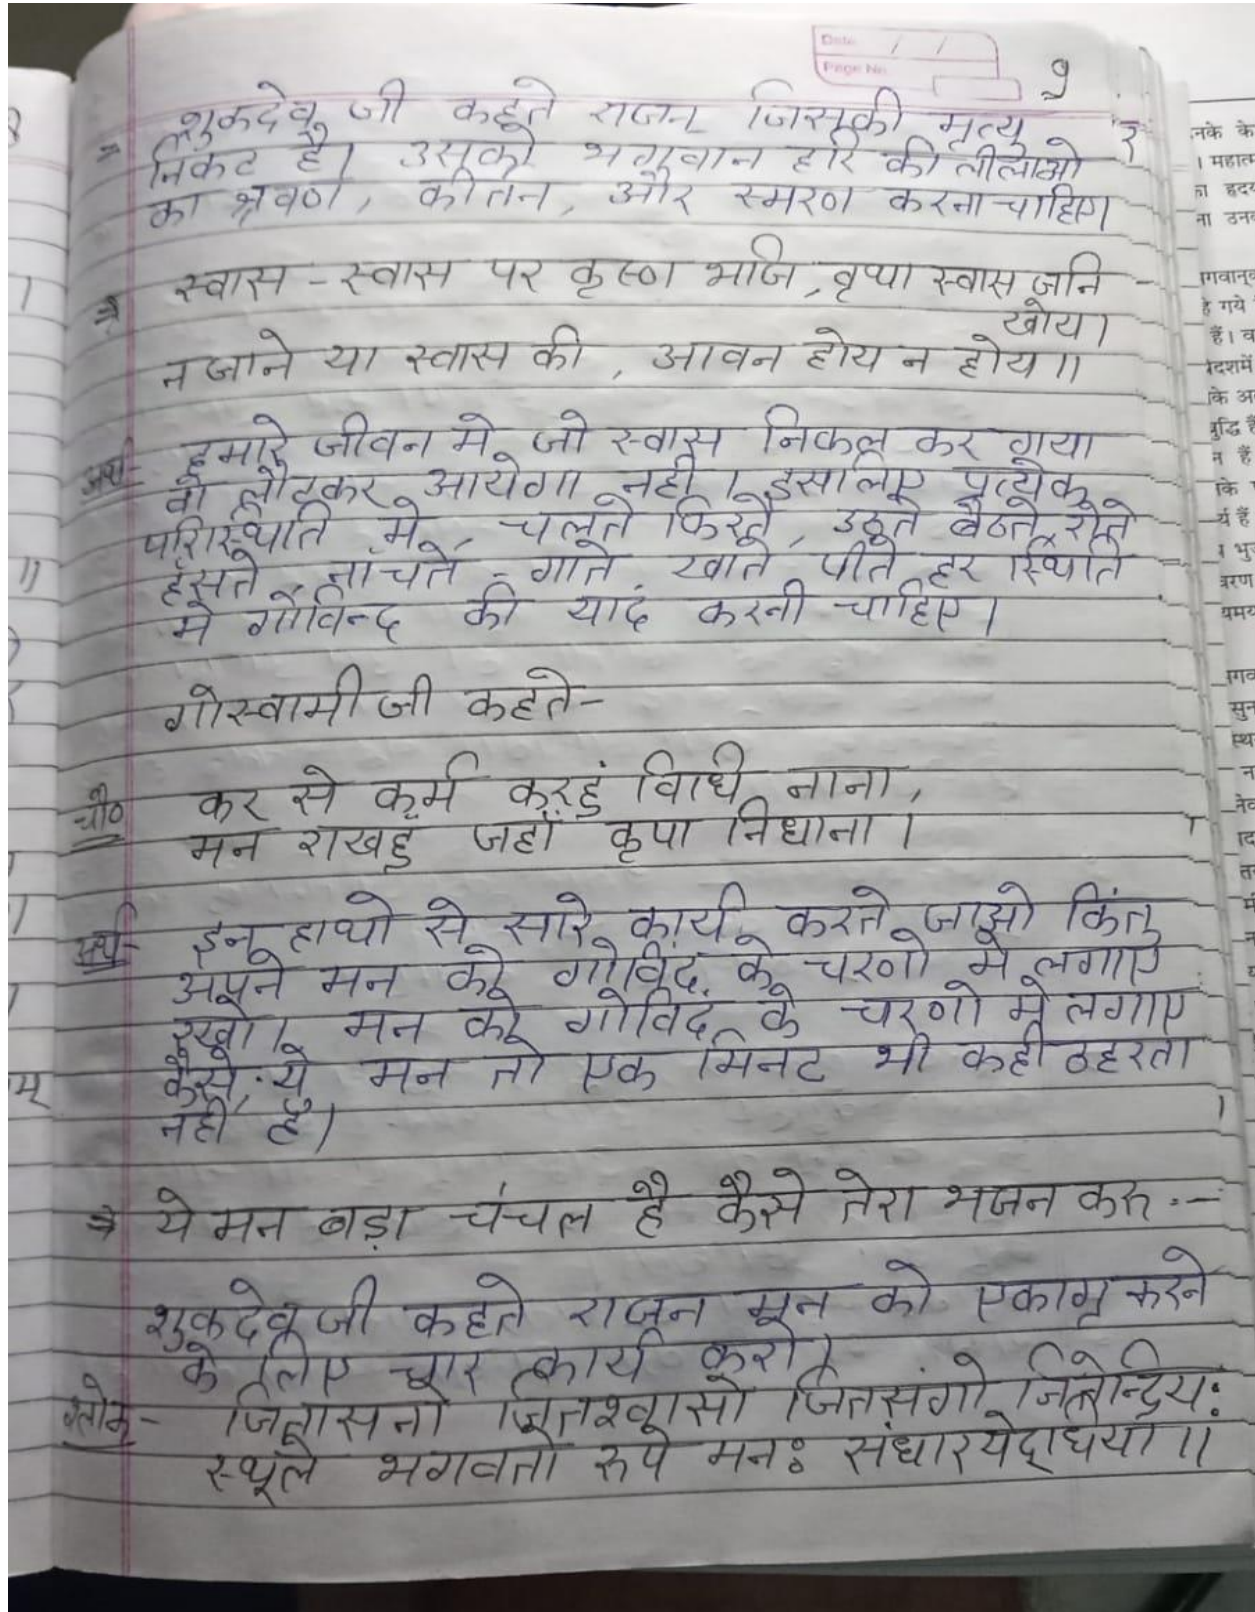 Date / /
Page No.
9
⇒ शुकदेव जी कहते राजन जिसकी मृत्यु
निकट है। उसको भगवान हरि की लीलाओ
का श्रवण, कीर्तन, और स्मरण करना चाहिए।
⇒ स्वास - स्वास पर कृष्ण भजि, वृथा स्वास जनि
खोय।
न जाने या स्वास की, आवन होय न होय॥
अर्थ- हमारे जीवन मे जो स्वास निकल कर गया
वो लौटकर आयेगा नही। इसलिए प्रत्येक
परिस्थिति मे, चलते फिरते, उठते बैठते, रोते
हँसते, नांचते - गाते, खाते पीते हर स्थिति
मे गोविन्द की याद करनी चाहिए।
गोस्वामी जी कहते-
चौ० कर से कर्म करहुं विधि नाना,
मन राखहुं जहाँ कृपा निधाना।
अर्थ- इन हाथो से सारे कार्य करते जाओ किंतु
अपने मन को गोविंद के चरणो मे लगाए
रखो। मन को गोविंद के चरणो मे लगाए
कैसे, ये मन तो एक मिनट भी कही ठहरता
नही है।
⇒ ये मन बड़ा चंचल है कैसे तेरा भजन करू :-
शुकदेव जी कहते राजन मन को एकाग्र करने
के लिए चार कार्य करो।
श्लोक- जितासनो जितश्वासो जितसंगो जितेन्द्रिय:
स्थूले भगवतो रुपे मन: संधारयेद्धिया॥